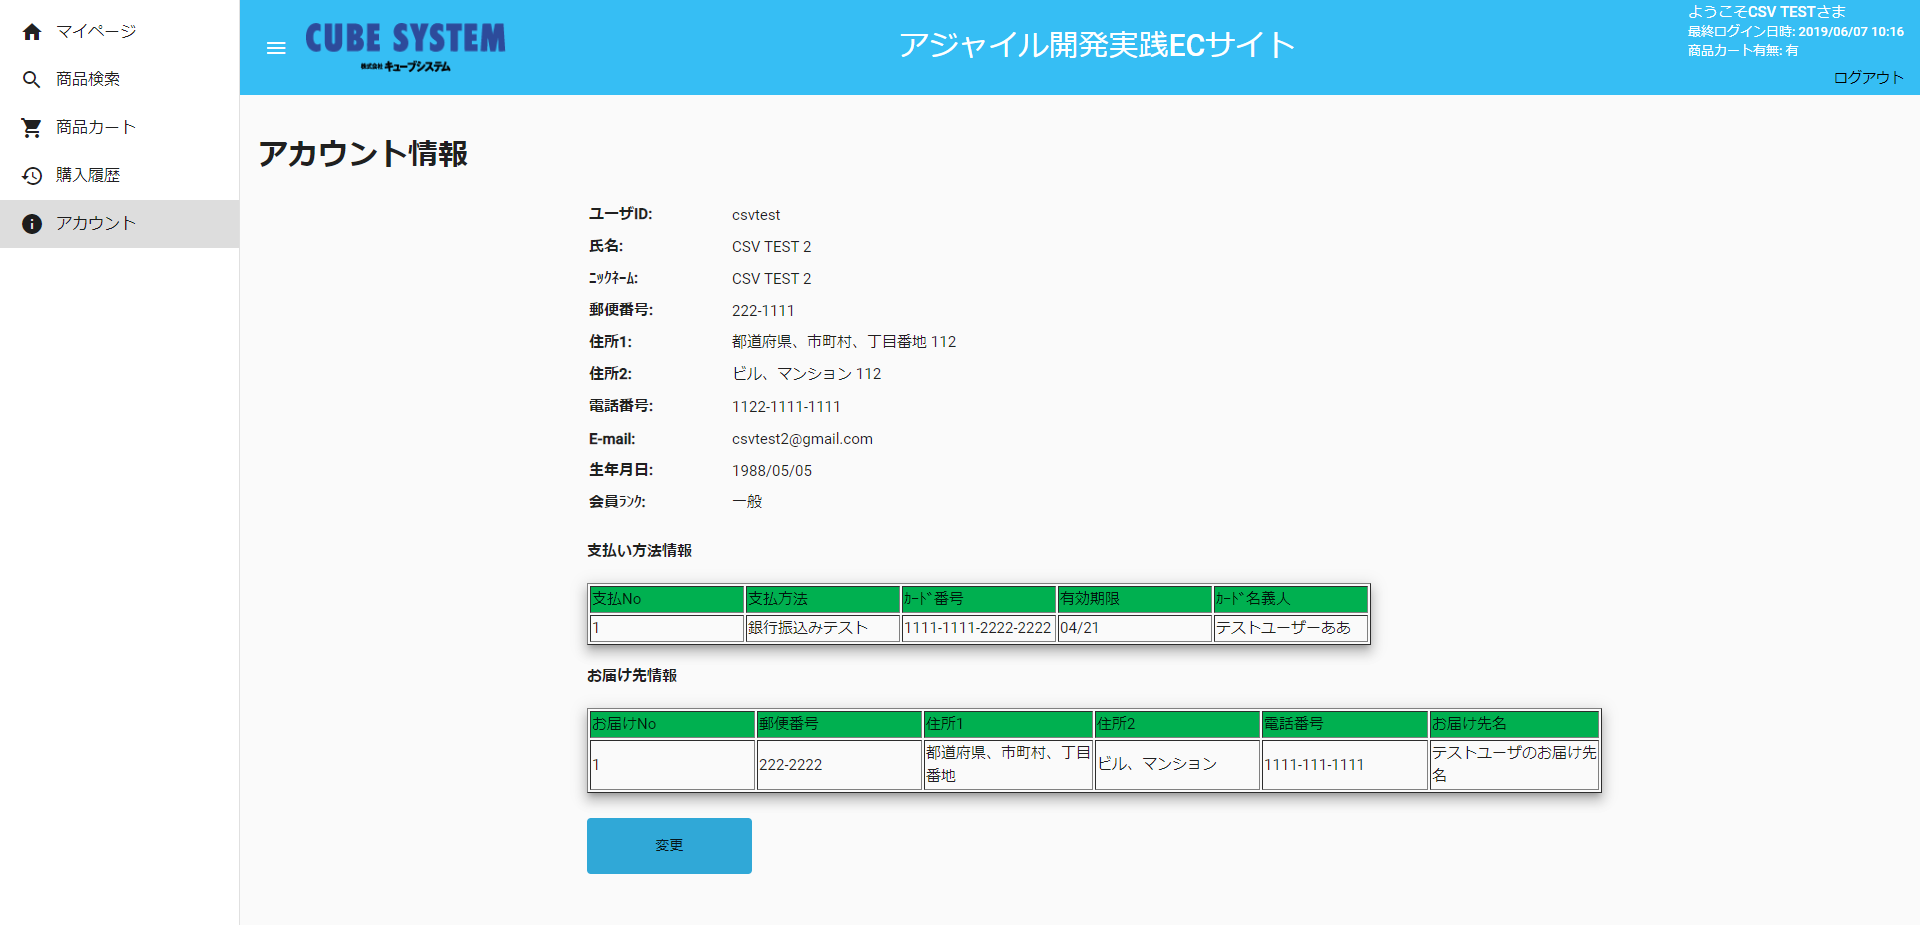 マイページ
商品検索
商品カート
購入履歴
アカウント
CUBE SYSTEM
株式会社 キューブシステム
アジャイル開発実践ECサイト
ようこそCSV TESTさま
最終ログイン日時: 2019/06/07 10:16
商品カート有無: 有
ログアウト
アカウント情報
ユーザID: csvtest
氏名: CSV TEST 2
ﾆｯｸﾈｰﾑ: CSV TEST 2
郵便番号: 222-1111
住所1: 都道府県、市町村、丁目番地 112
住所2: ビル、マンション 112
電話番号: 1122-1111-1111
E-mail: csvtest2@gmail.com
生年月日: 1988/05/05
会員ﾗﾝｸ: 一般
支払い方法情報
支払No 支払方法 ｶｰﾄﾞ番号 有効期限 ｶｰﾄﾞ名義人
1 銀行振込みテスト 1111-1111-2222-2222 04/21 テストユーザーああ
お届け先情報
お届けNo 郵便番号 住所1 住所2 電話番号 お届け先名
1 222-2222 都道府県、市町村、丁目番地 ビル、マンション 1111-111-1111 テストユーザのお届け先名
変更